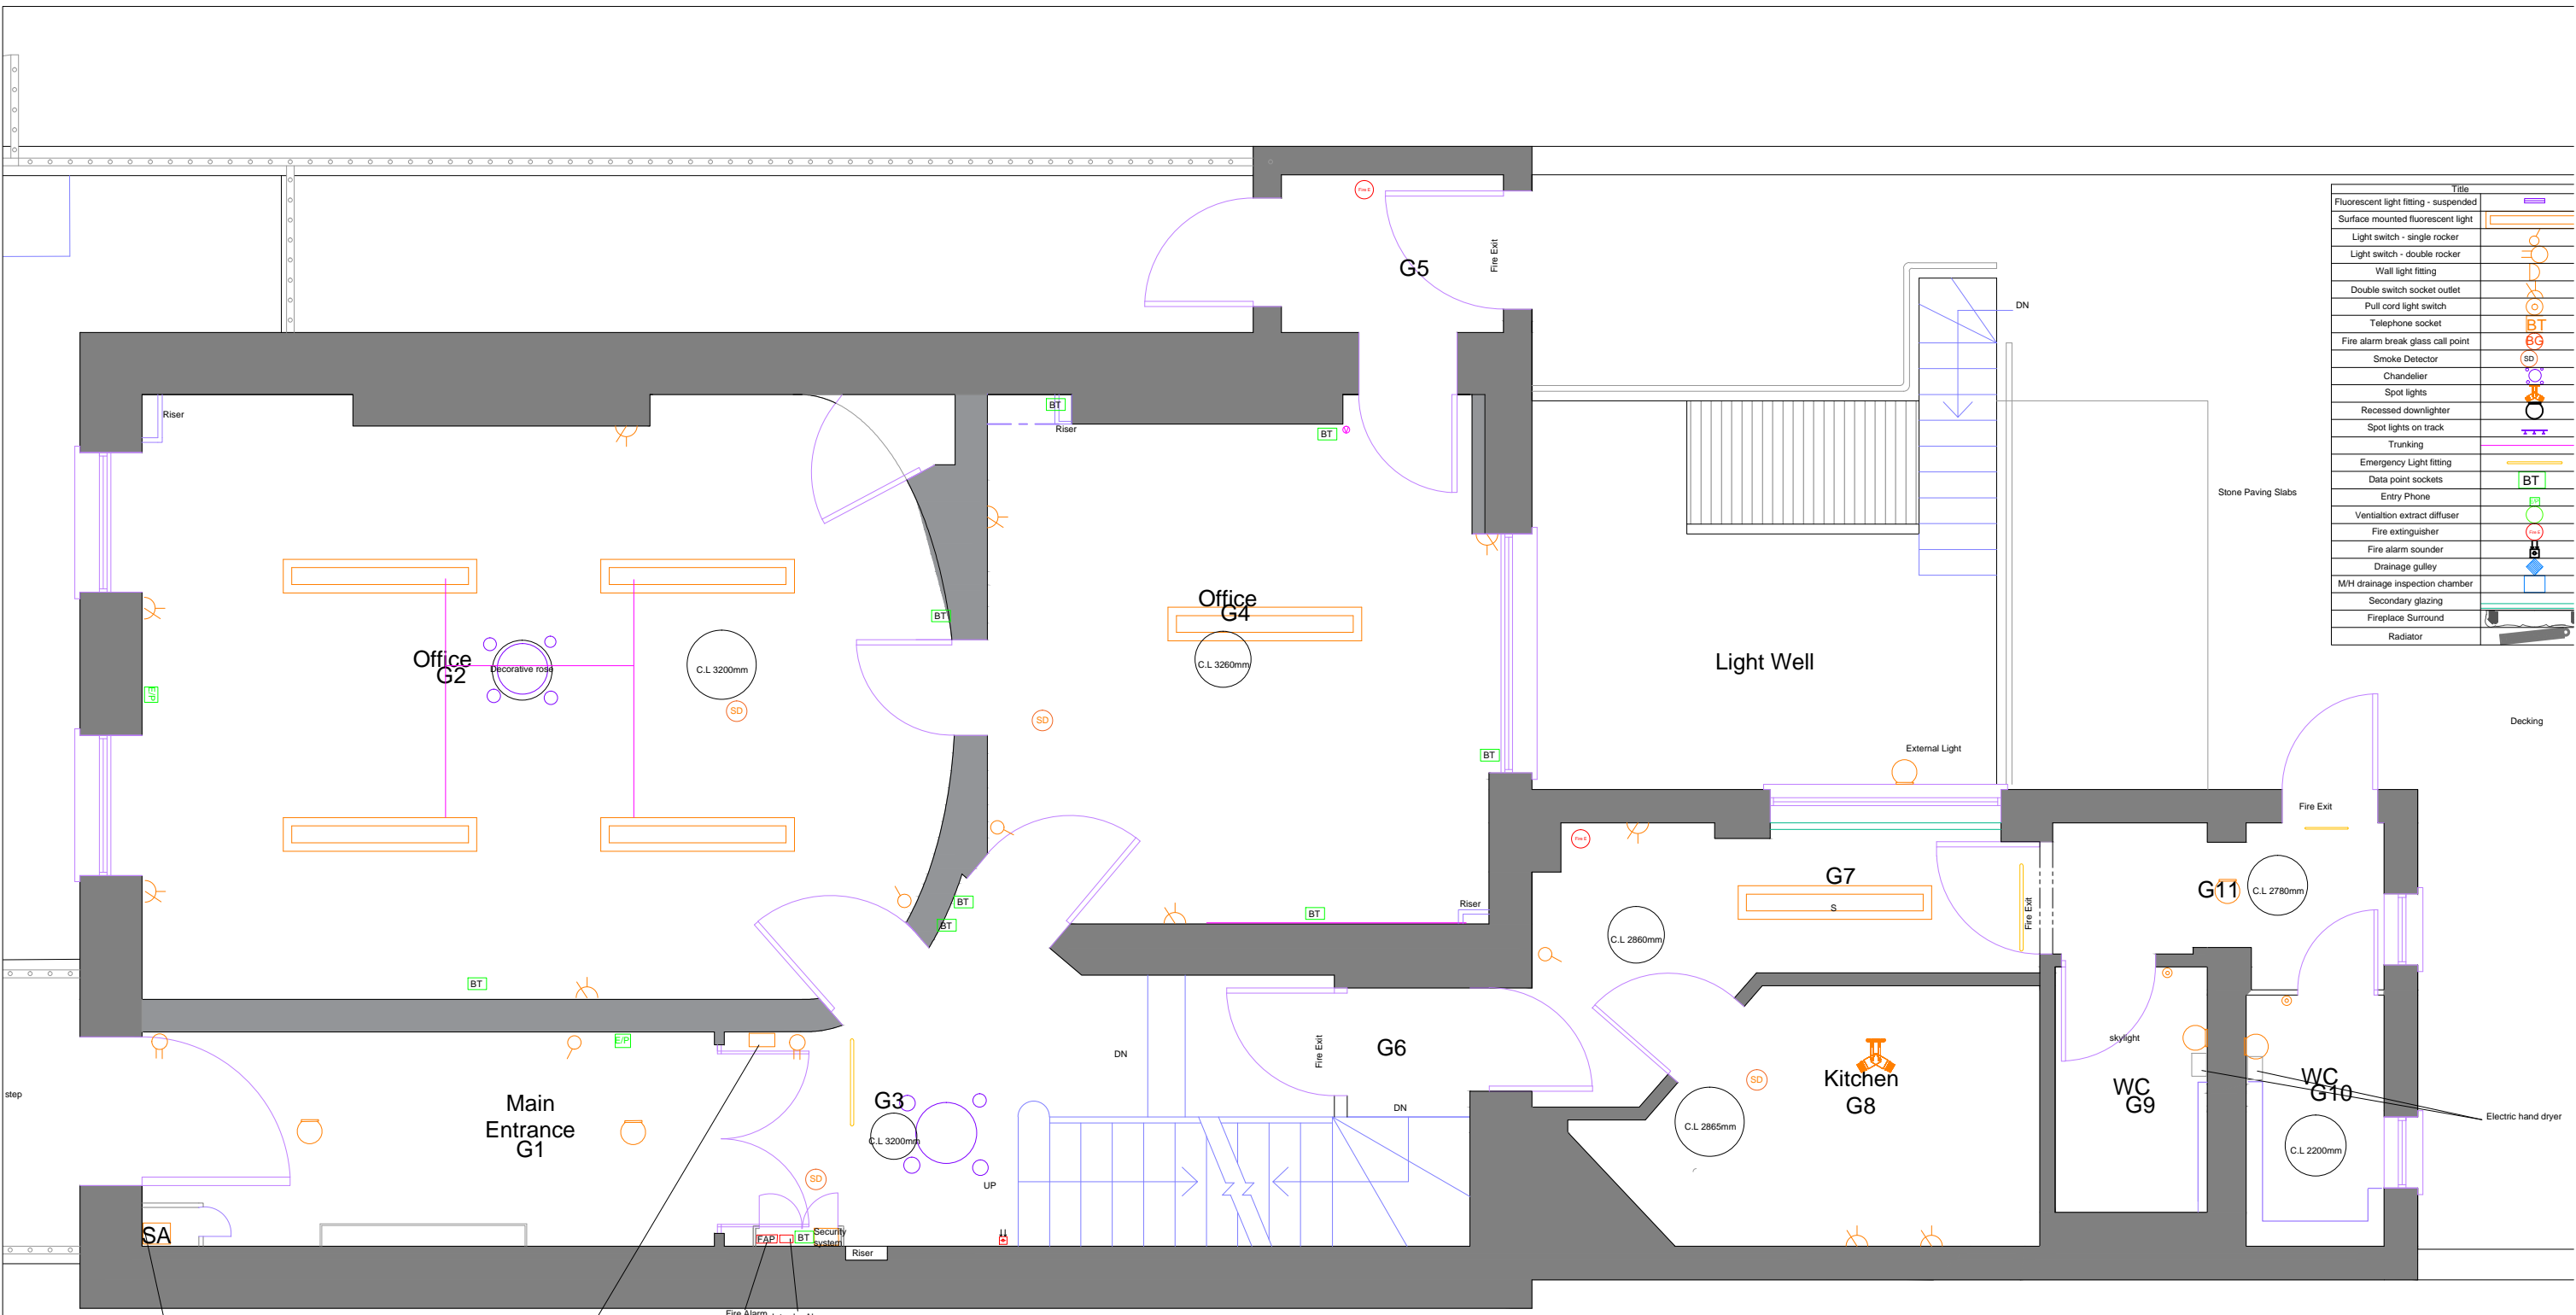 Fire E
G5
Fire Exit
DN
Riser
BT
Riser
BT
Stone Paving Slabs
Office
G4
BT
Office
G2
Decorative rose
C.L 3200mm
C.L 3260mm
Light Well
E/P
SD
SD
Decking
BT
External Light
Fire Exit
Fire E
G7
G11
C.L 2780mm
BT
BT
Riser
S
BT
Fire Exit
C.L 2860mm
BT
E/P
DN
Fire Exit
G6
skylight
step
Main
Entrance
G1
G3
C.L 3200mm
DN
SD
Kitchen
G8
WC
G9
WC
G10
Electric hand dryer
C.L 2865mm
C.L 2200mm
SD
UP
SA
FAP
BT
Security
system
Riser
Fire Alarm
Title
Fluorescent light fitting - suspended
Surface mounted fluorescent light
Light switch - single rocker
Light switch - double rocker
Wall light fitting
Double switch socket outlet
Pull cord light switch
Telephone socket BT
Fire alarm break glass call point BG
Smoke Detector SD
Chandelier
Spot lights
Recessed downlighter
Spot lights on track
Trunking
Emergency Light fitting
Data point sockets BT
Entry Phone E/P
Ventialtion extract diffuser
Fire extinguisher Fire E
Fire alarm sounder
Drainage gulley
M/H drainage inspection chamber
Secondary glazing
Fireplace Surround
Radiator